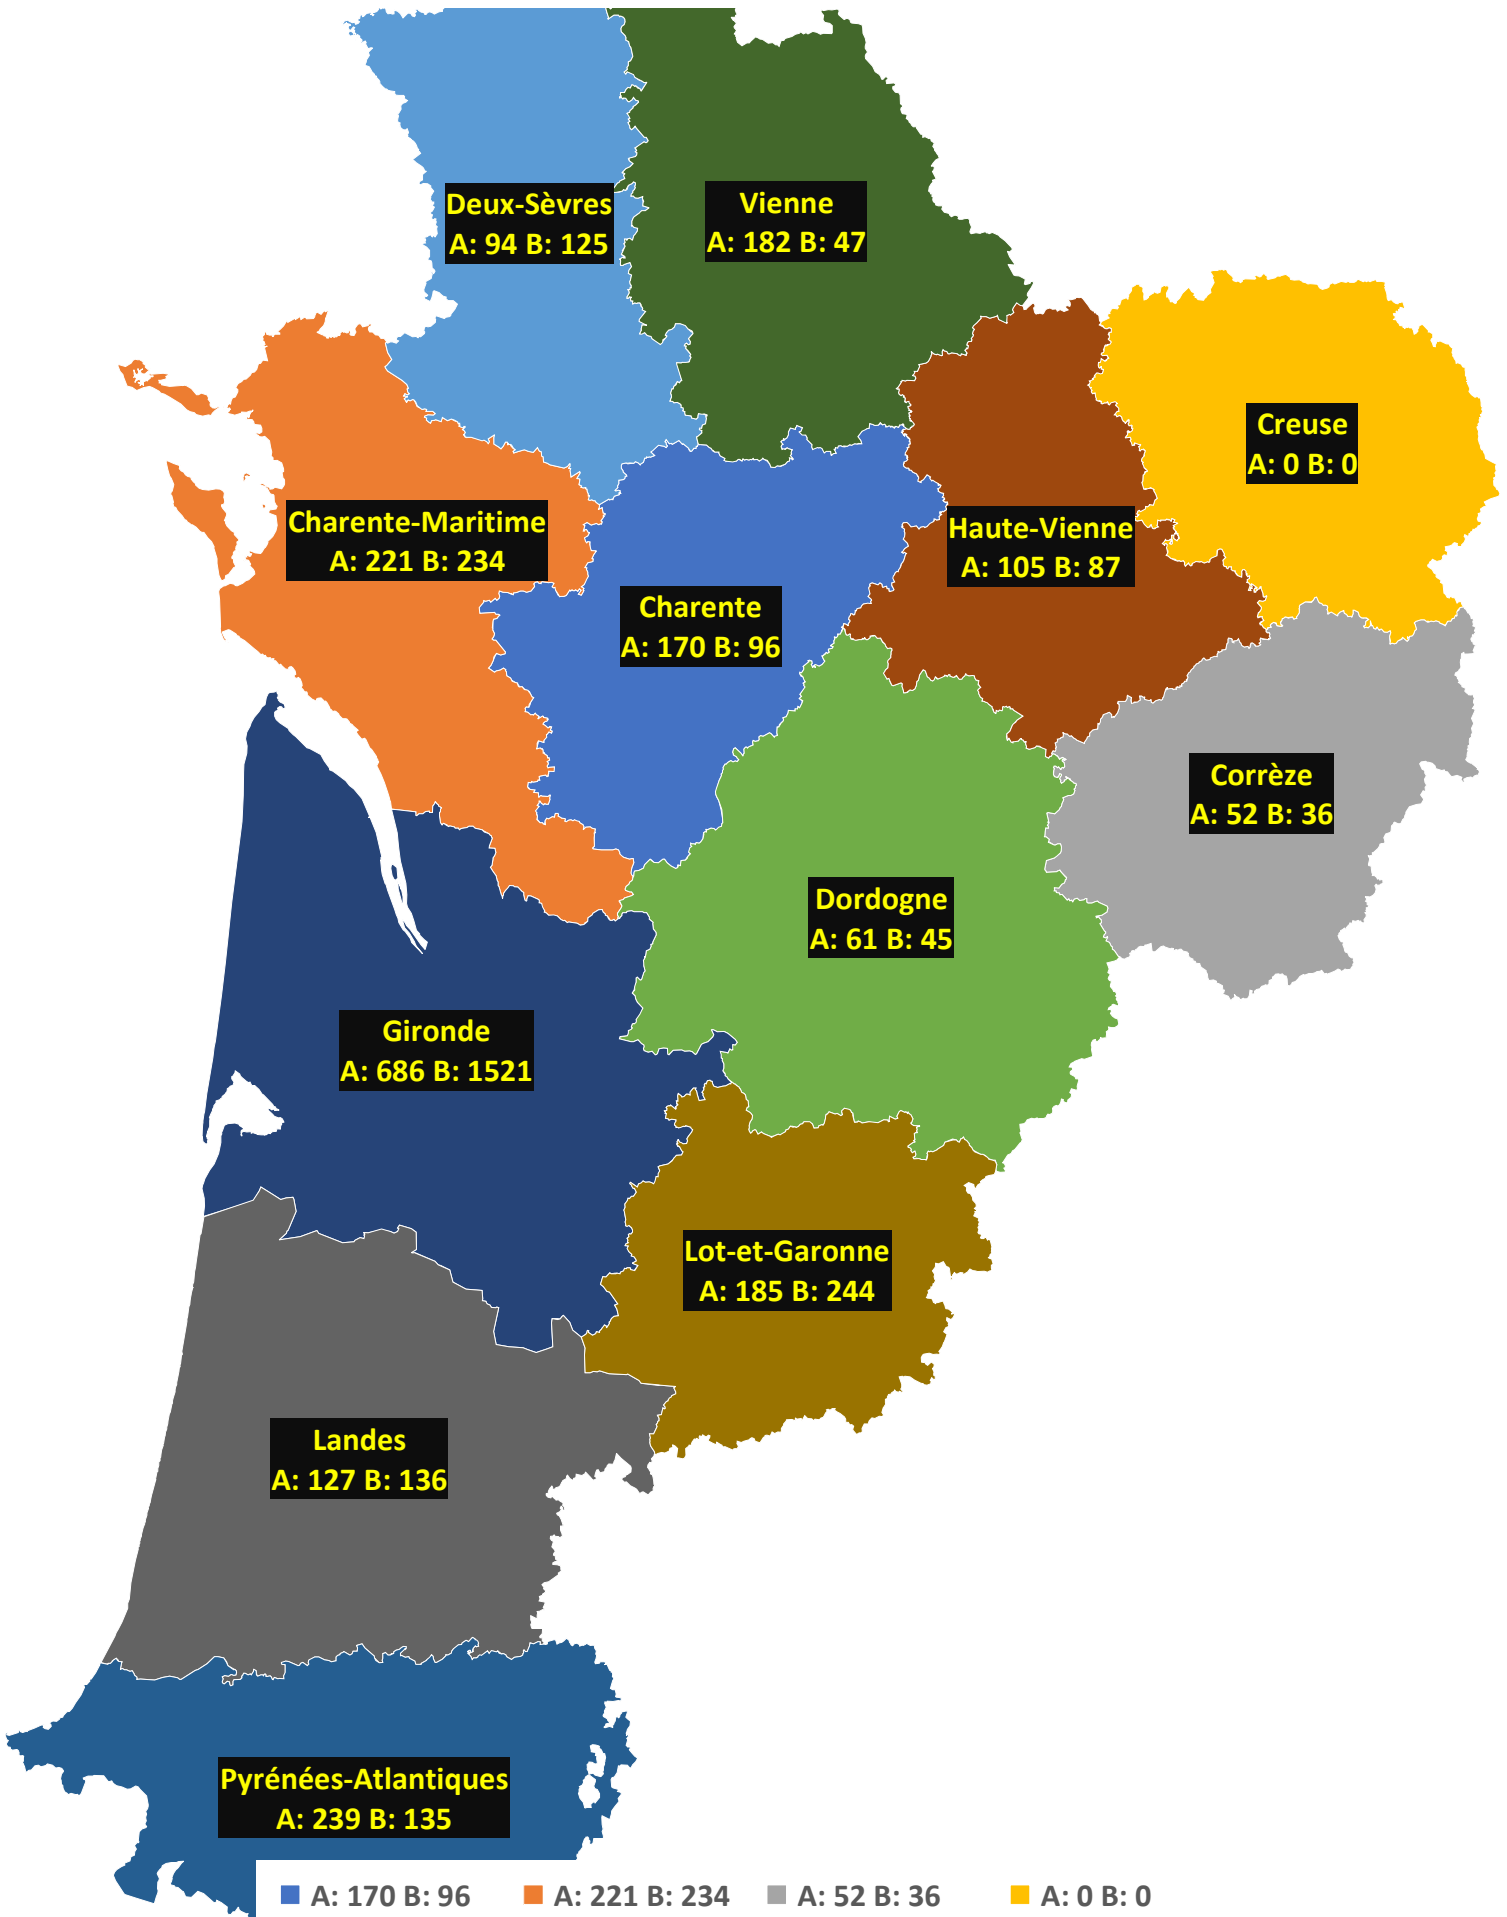 Deux-Sèvres
A: 94 B: 125
Vienne
A: 182 B: 47
Creuse
A: 0 B: 0
Charente-Maritime
A: 221 B: 234
Haute-Vienne
A: 105 B: 87
Charente
A: 170 B: 96
Corrèze
A: 52 B: 36
Dordogne
A: 61 B: 45
Gironde
A: 686 B: 1521
Lot-et-Garonne
A: 185 B: 244
Landes
A: 127 B: 136
Pyrénées-Atlantiques
A: 239 B: 135
A: 170 B: 96 A: 221 B: 234 A: 52 B: 36 A: 0 B: 0